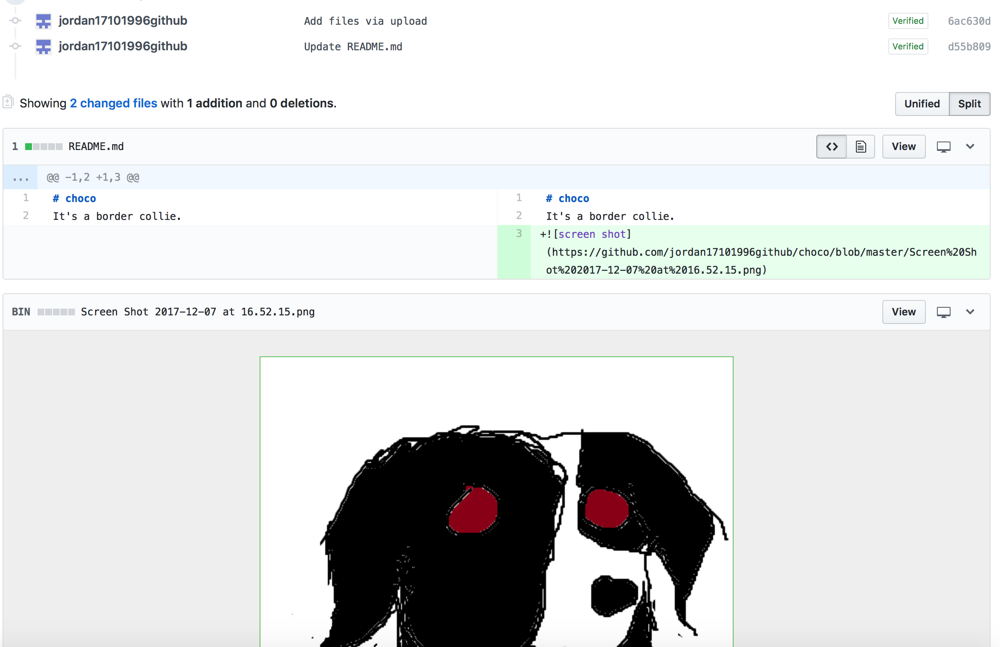 jordan17101996github Add files via upload Verified 6ac630d
jordan17101996github Update README.md Verified d55b809
Showing 2 changed files with 1 addition and 0 deletions. Unified Split
1 README.md <> View
... @@ -1,2 +1,3 @@
1 # choco 1 # choco
2 It's a border collie. 2 It's a border collie.
3 +![screen shot]
(https://github.com/jordan17101996github/choco/blob/master/Screen%20Sh
ot%202017-12-07%20at%2016.52.15.png)
BIN Screen Shot 2017-12-07 at 16.52.15.png View